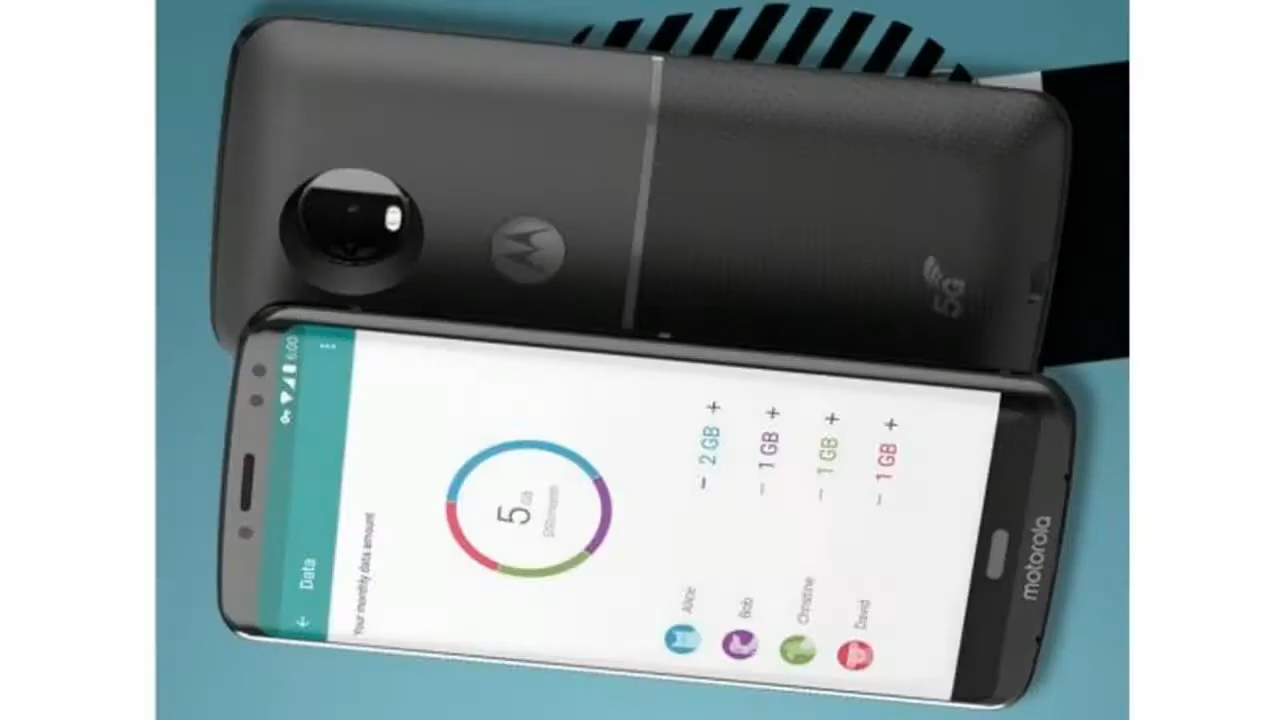 5G
6:00
Data
Your monthly data amount
5 GB
Alice – 2 GB +
Bob – 1 GB +
Christine – 1 GB +
David – 1 GB +
motorola